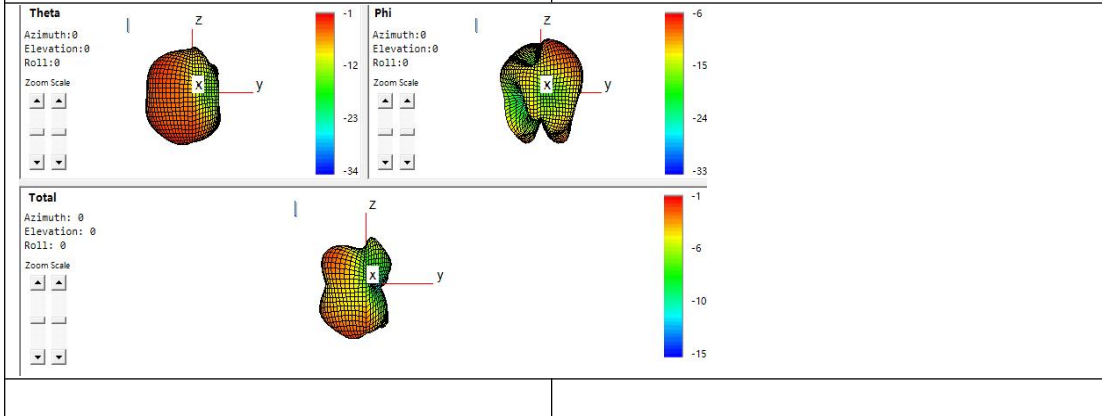 Theta
Azimuth:0
Elevation:0
Roll:0
Zoom Scale
z
x
y
-1
-12
-23
-34
Phi
Azimuth:0
Elevation:0
Roll:0
Zoom Scale
z
x
y
-6
-15
-24
-33
Total
Azimuth: 0
Elevation: 0
Roll: 0
Zoom Scale
z
x
y
-1
-6
-10
-15